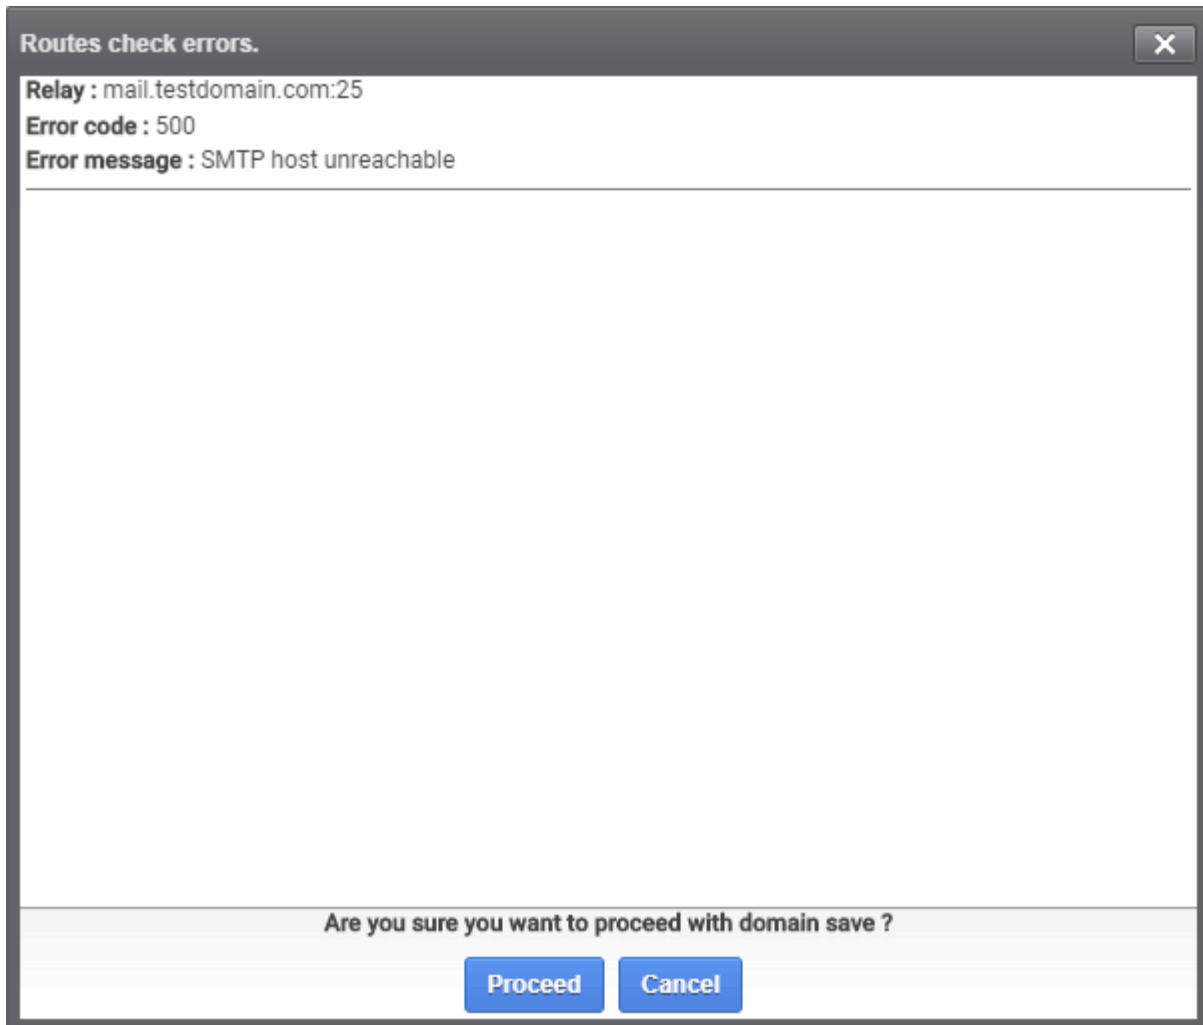 Routes check errors.
Relay : mail.testdomain.com:25
Error code : 500
Error message : SMTP host unreachable
Are you sure you want to proceed with domain save ?
Proceed Cancel